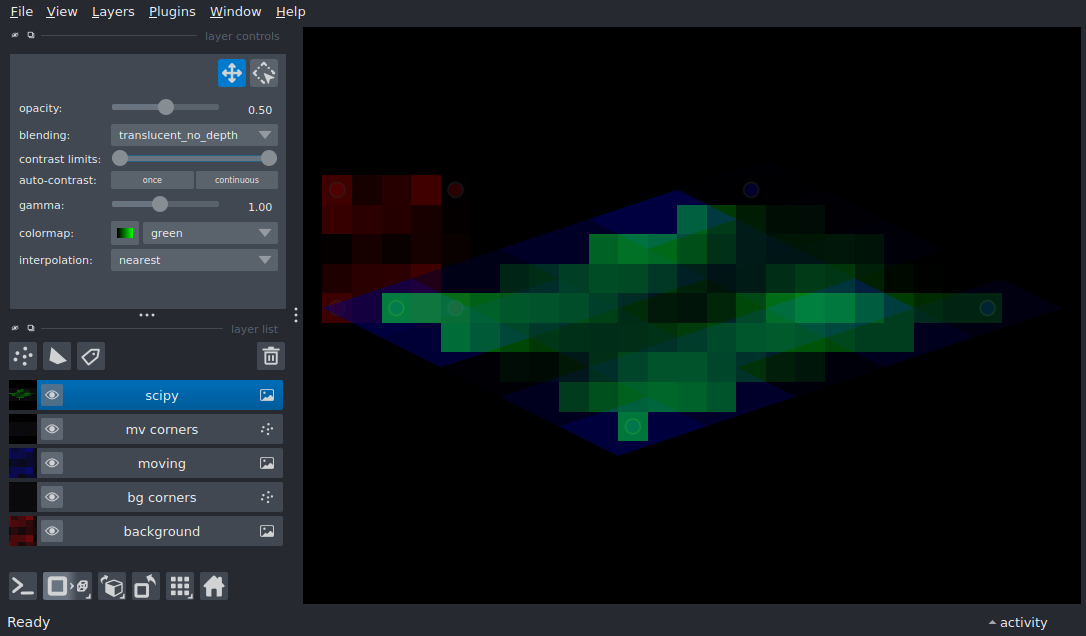 File View Layers Plugins Window Help
layer controls
opacity: 0.50
blending: translucent_no_depth
contrast limits:
auto-contrast: once continuous
gamma: 1.00
colormap: green
interpolation: nearest
layer list
scipy
mv corners
moving
bg corners
background
Ready activity